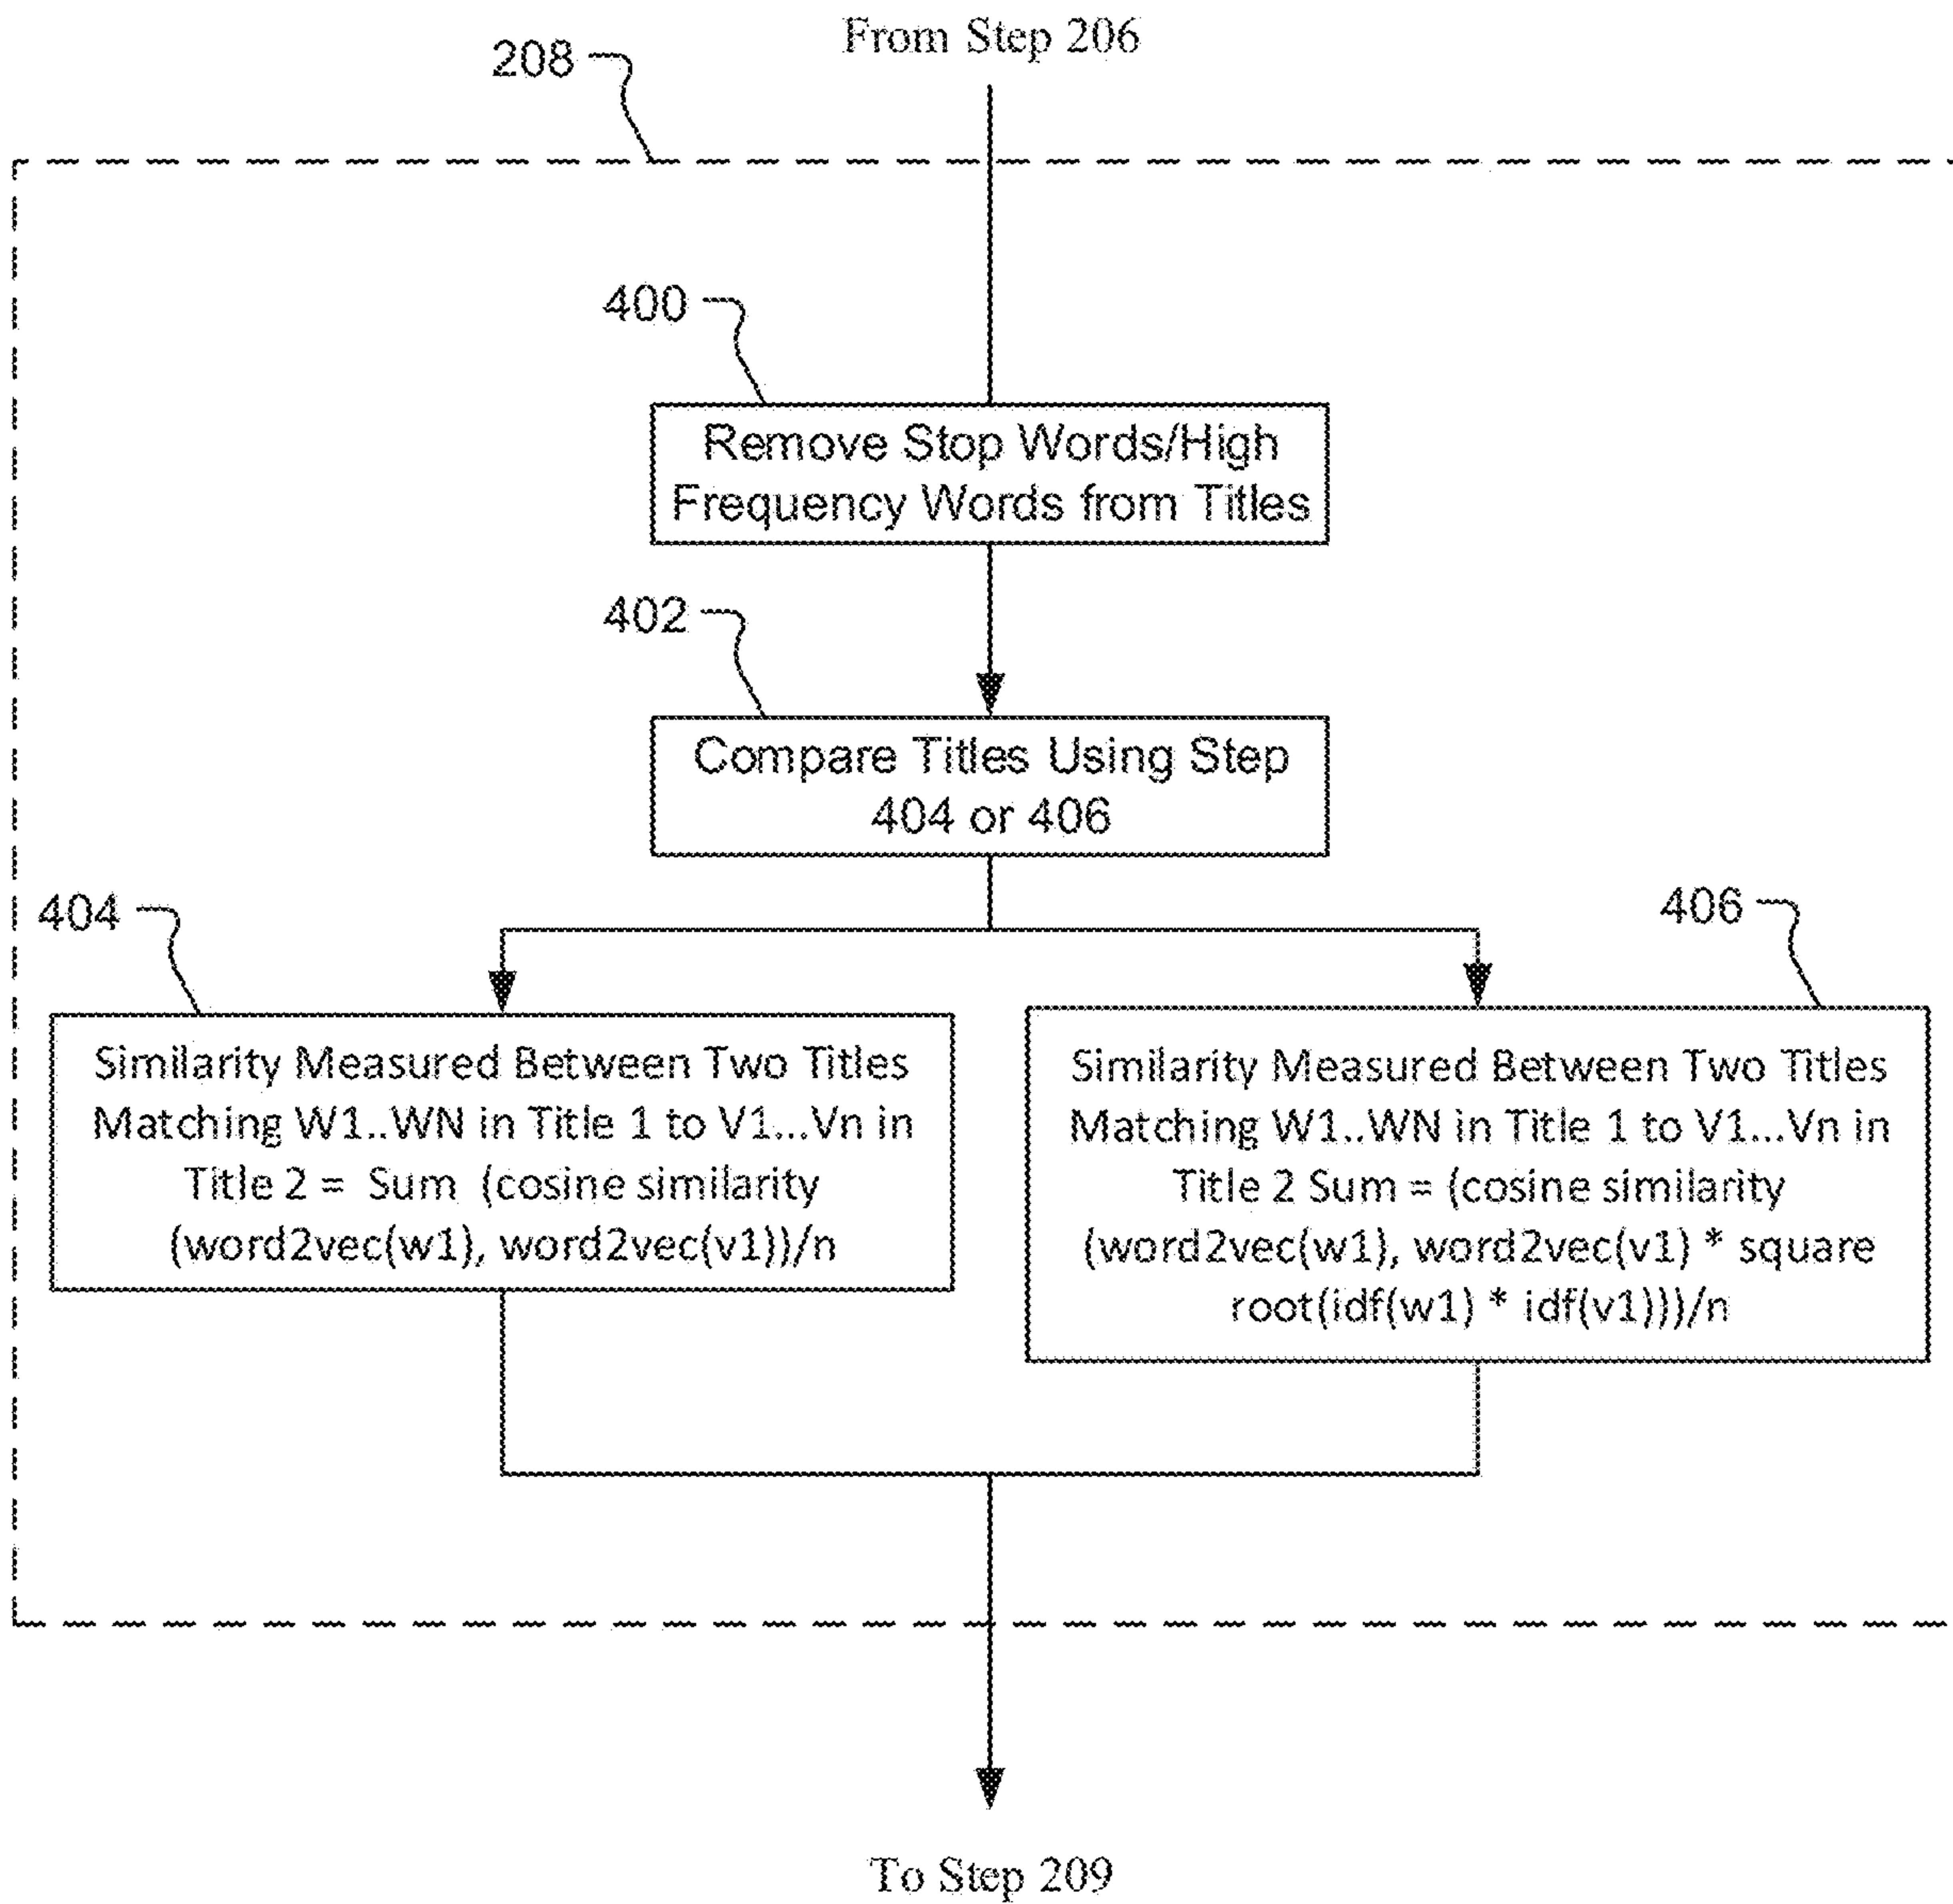 From Step 206
208
400
Remove Stop Words/High
Frequency Words from Titles
402
Compare Titles Using Step
404 or 406
404
406
Similarity Measured Between Two Titles
Matching W1..WN in Title 1 to V1...Vn in
Title 2 = Sum (cosine similarity
(word2vec(w1), word2vec(v1))/n
Similarity Measured Between Two Titles
Matching W1..WN in Title 1 to V1...Vn in
Title 2 Sum = (cosine similarity
(word2vec(w1), word2vec(v1) * square
root(idf(w1) * idf(v1)))/n
To Step 209